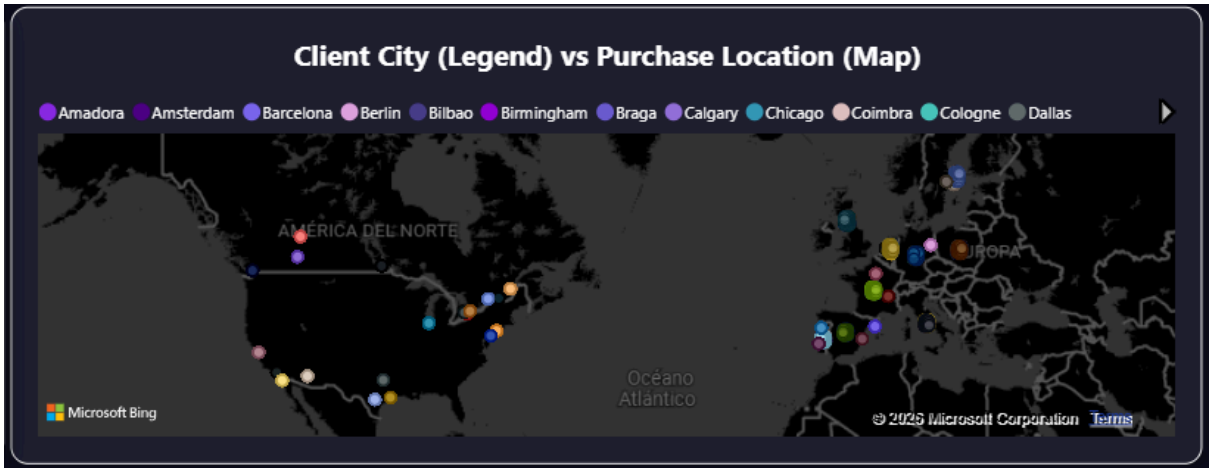 Client City (Legend) vs Purchase Location (Map)
Amadora Amsterdam Barcelona Berlin Bilbao Birmingham Braga Calgary Chicago Coimbra Cologne Dallas
AMÉRICA DEL NORTE
UROPA
Océano
Atlántico
Microsoft Bing
© 2026 Microsoft Corporation Terms